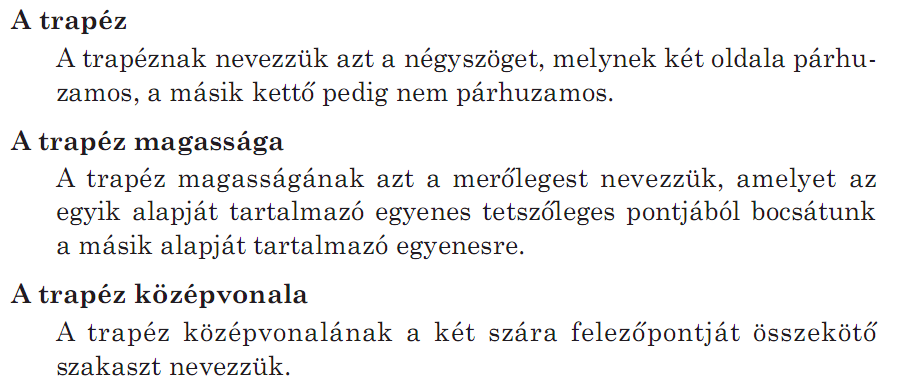 A trapéz
A trapéznak nevezzük azt a négyszöget, melynek két oldala párhu-
zamos, a másik kettő pedig nem párhuzamos.
A trapéz magassága
A trapéz magasságának azt a merőlegest nevezzük, amelyet az
egyik alapját tartalmazó egyenes tetszőleges pontjából bocsátunk
a másik alapját tartalmazó egyenesre.
A trapéz középvonala
A trapéz középvonalának a két szára felezőpontját összekötő
szakaszt nevezzük.